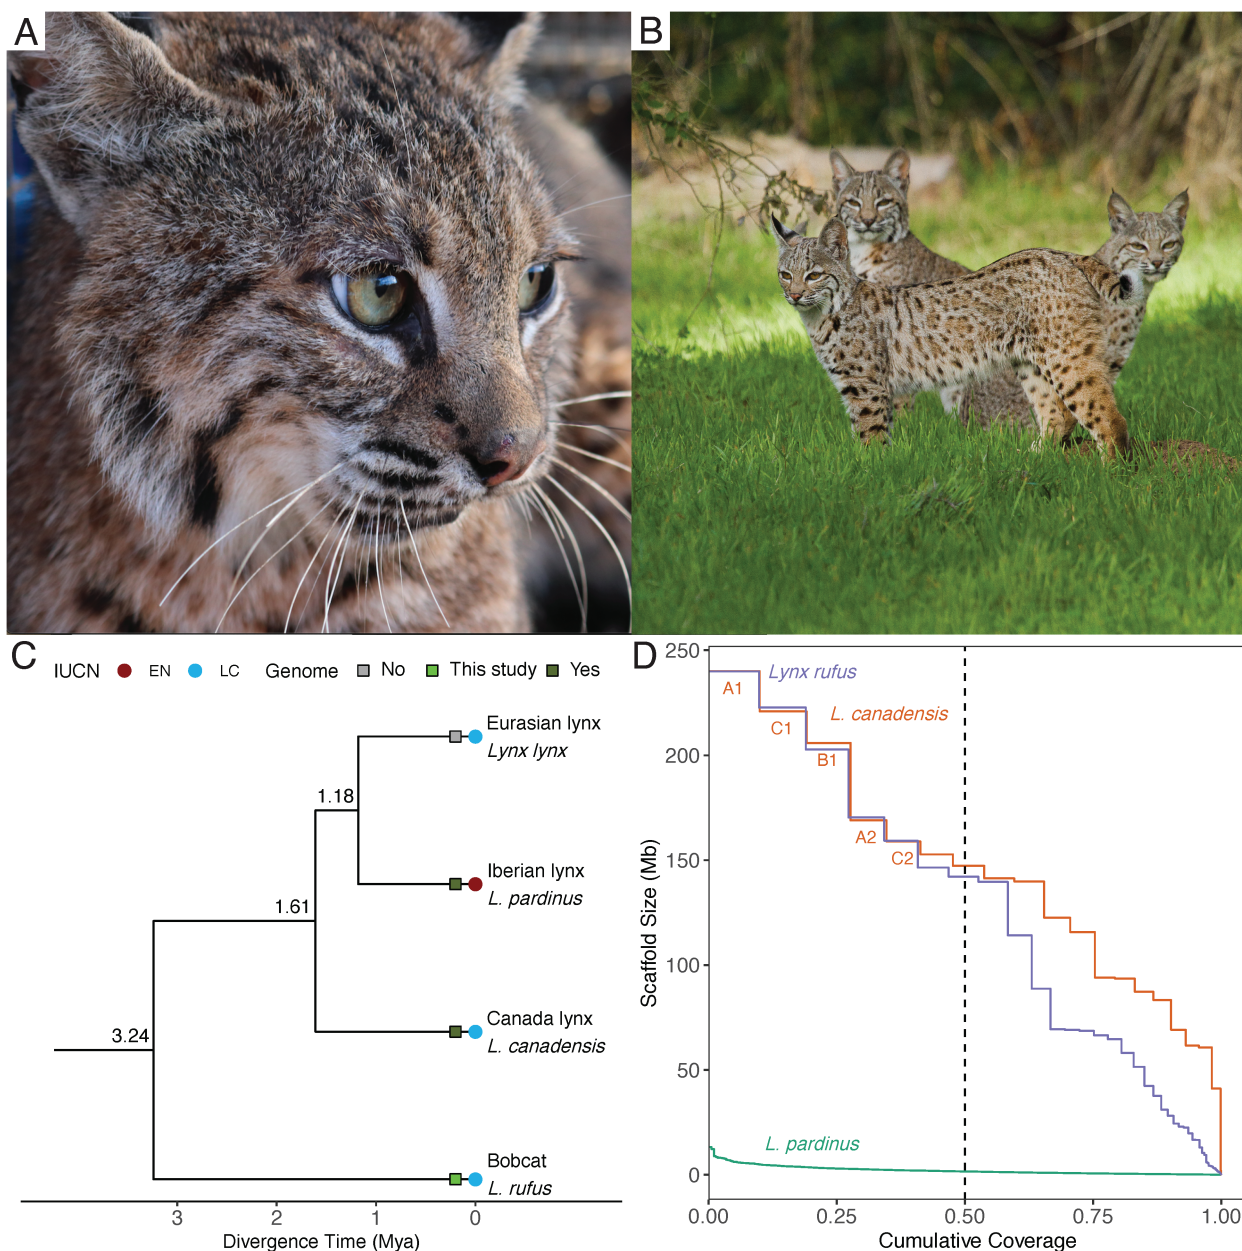 A
B
C
IUCN EN LC Genome No This study Yes
Eurasian lynx
Lynx lynx
1.18
Iberian lynx
L. pardinus
1.61
Canada lynx
L. canadensis
3.24
Bobcat
L. rufus
3 2 1 0
Divergence Time (Mya)
D
250
200
150
100
50
0
Scaffold Size (Mb)
Lynx rufus
A1
L. canadensis
C1
B1
A2
C2
L. pardinus
0.00 0.25 0.50 0.75 1.00
Cumulative Coverage